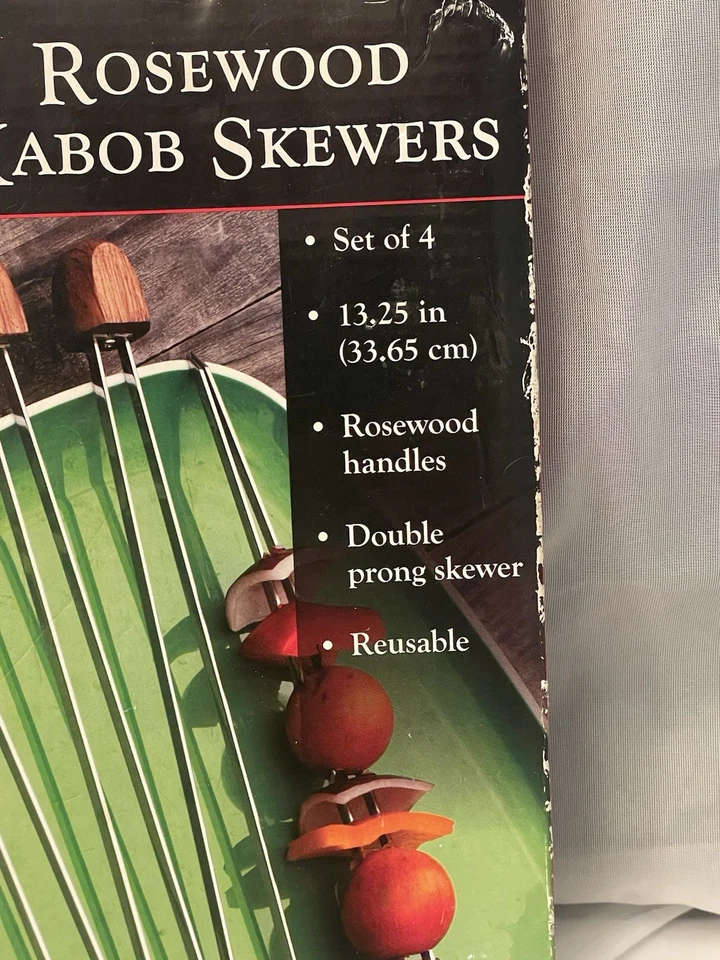 ROSEWOOD
KABOB SKEWERS
• Set of 4
• 13.25 in
(33.65 cm)
• Rosewood
handles
• Double
prong skewer
• Reusable